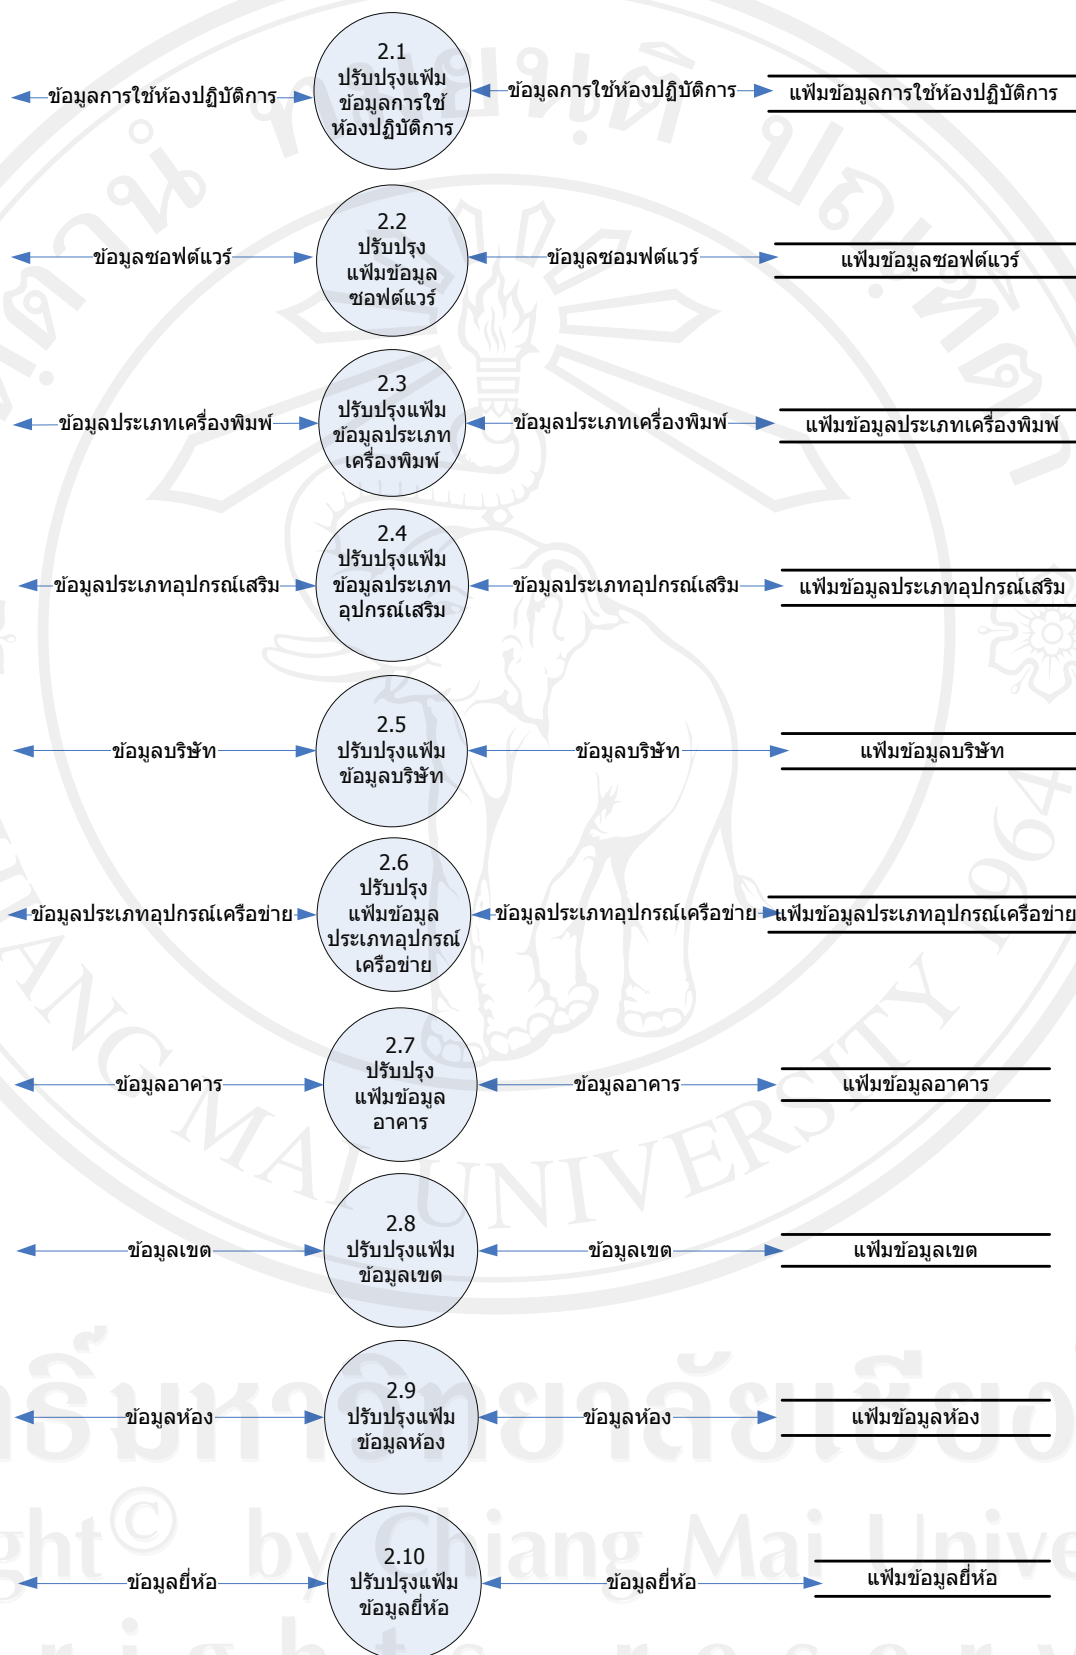 2.1
ปรับปรุงแฟ้ม
ข้อมูลการใช้
ห้องปฏิบัติการ
ข้อมูลการใช้ห้องปฏิบัติการ
ข้อมูลการใช้ห้องปฏิบัติการ
แฟ้มข้อมูลการใช้ห้องปฏิบัติการ
2.2
ปรับปรุง
แฟ้มข้อมูล
ซอฟต์แวร์
ข้อมูลซอฟต์แวร์
ข้อมูลซอมฟต์แวร์
แฟ้มข้อมูลซอฟต์แวร์
2.3
ปรับปรุงแฟ้ม
ข้อมูลประเภท
เครื่องพิมพ์
ข้อมูลประเภทเครื่องพิมพ์
ข้อมูลประเภทเครื่องพิมพ์
แฟ้มข้อมูลประเภทเครื่องพิมพ์
2.4
ปรับปรุงแฟ้ม
ข้อมูลประเภท
อุปกรณ์เสริม
ข้อมูลประเภทอุปกรณ์เสริม
ข้อมูลประเภทอุปกรณ์เสริม
แฟ้มข้อมูลประเภทอุปกรณ์เสริม
2.5
ปรับปรุงแฟ้ม
ข้อมูลบริษัท
ข้อมูลบริษัท
ข้อมูลบริษัท
แฟ้มข้อมูลบริษัท
2.6
ปรับปรุง
แฟ้มข้อมูล
ประเภทอุปกรณ์
เครือข่าย
ข้อมูลประเภทอุปกรณ์เครือข่าย
ข้อมูลประเภทอุปกรณ์เครือข่าย
แฟ้มข้อมูลประเภทอุปกรณ์เครือข่าย
2.7
ปรับปรุง
แฟ้มข้อมูล
อาคาร
ข้อมูลอาคาร
ข้อมูลอาคาร
แฟ้มข้อมูลอาคาร
2.8
ปรับปรุงแฟ้ม
ข้อมูลเขต
ข้อมูลเขต
ข้อมูลเขต
แฟ้มข้อมูลเขต
2.9
ปรับปรุงแฟ้ม
ข้อมูลห้อง
ข้อมูลห้อง
ข้อมูลห้อง
แฟ้มข้อมูลห้อง
2.10
ปรับปรุงแฟ้ม
ข้อมูลยี่ห้อ
ข้อมูลยี่ห้อ
ข้อมูลยี่ห้อ
แฟ้มข้อมูลยี่ห้อ
MAI UNIVERSITY 1964
© by Chiang Mai